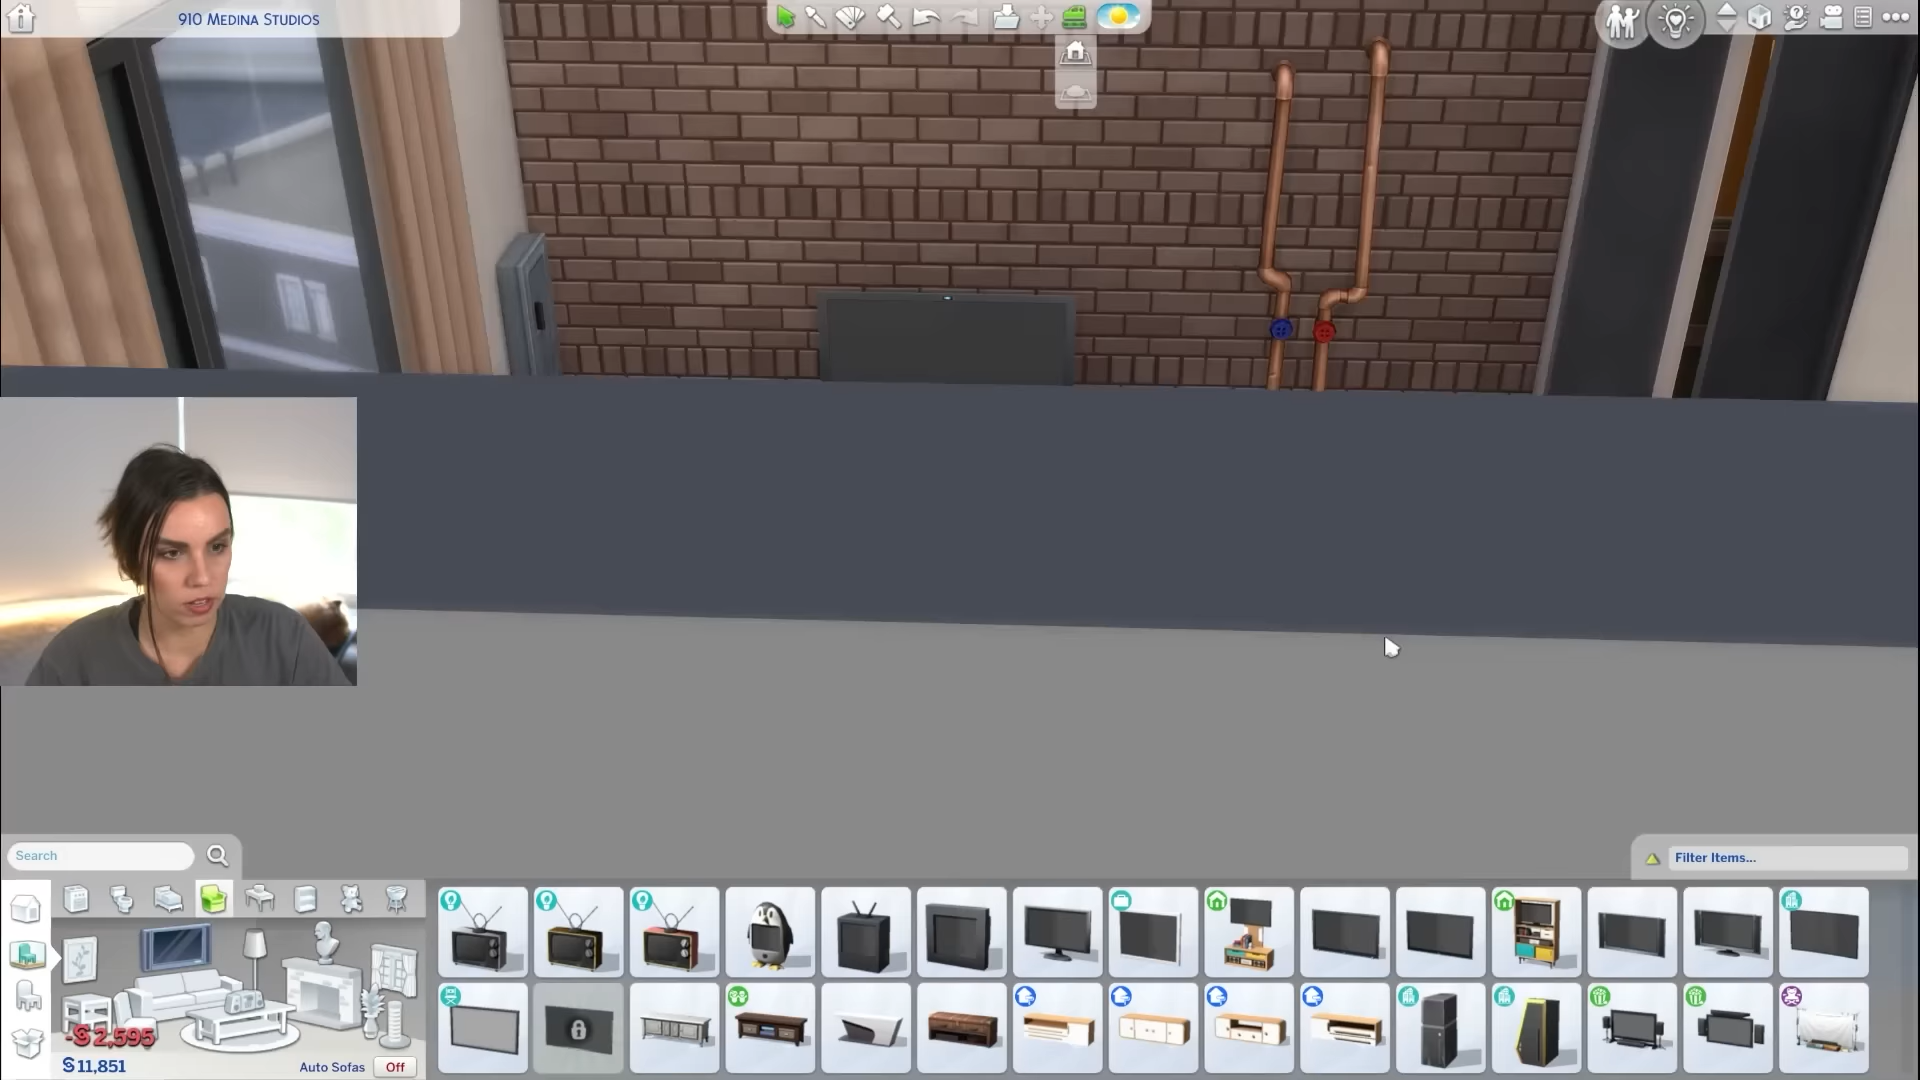 910 MEDINA STUDIOS
Search
Filter Items...
-§2,595
§11,851
Auto Sofas
Off